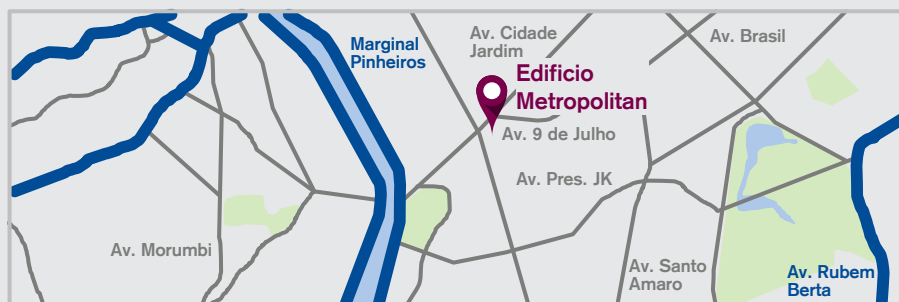 Marginal
Pinheiros
Av. Cidade
Jardim
Av. Brasil
Edificio
Metropolitan
Av. 9 de Julho
Av. Pres. JK
Av. Morumbi
Av. Santo
Amaro
Av. Rubem
Berta